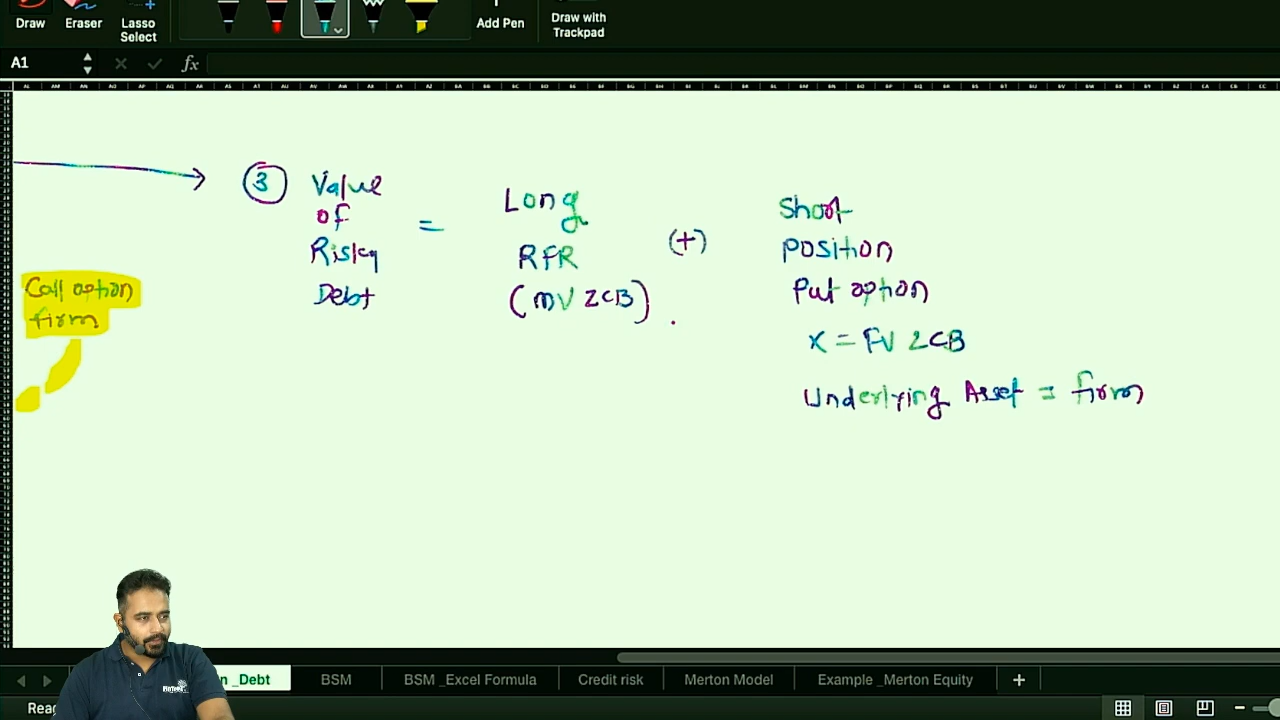 Draw
Eraser
Lasso
Select
Add Pen
Draw with
Trackpad
A1
fx
3
Value
of
Risky
Debt
=
Long
RFR
(MV ZCB)
(+)
Short
position
Put option
X = FV ZCB
Underlying Asset = firm
Call option
firm
_Debt
BSM
BSM _Excel Formula
Credit risk
Merton Model
Example _Merton Equity
+